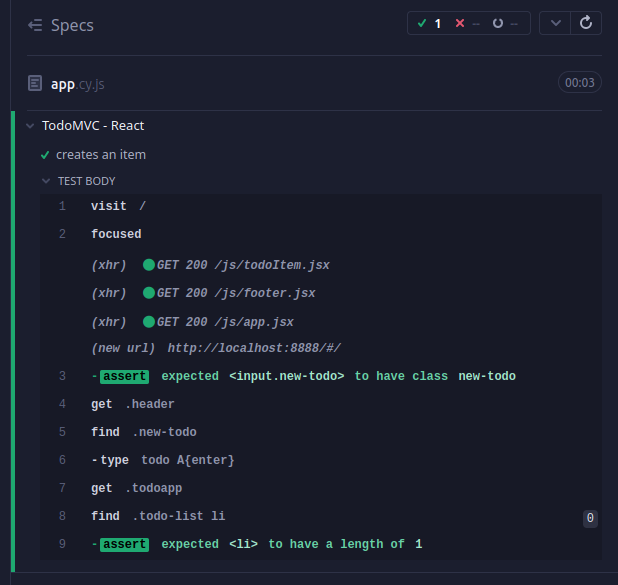 Specs
1 -- --
app.cy.js 00:03
TodoMVC - React
creates an item
TEST BODY
1 visit /
2 focused
(xhr) GET 200 /js/todoItem.jsx
(xhr) GET 200 /js/footer.jsx
(xhr) GET 200 /js/app.jsx
(new url) http://localhost:8888/#/
3 -assert expected <input.new-todo> to have class new-todo
4 get .header
5 find .new-todo
6 -type todo A{enter}
7 get .todoapp
8 find .todo-list li 0
9 -assert expected <li> to have a length of 1